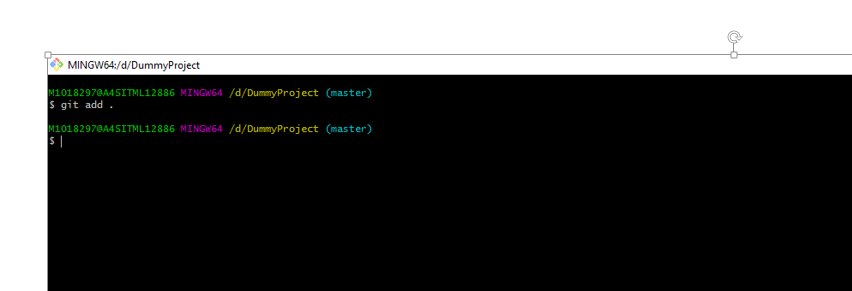 MINGW64:/d/DummyProject
M1018297@A4SITML12886 MINGW64 /d/DummyProject (master)
$ git add .
M1018297@A4SITML12886 MINGW64 /d/DummyProject (master)
$